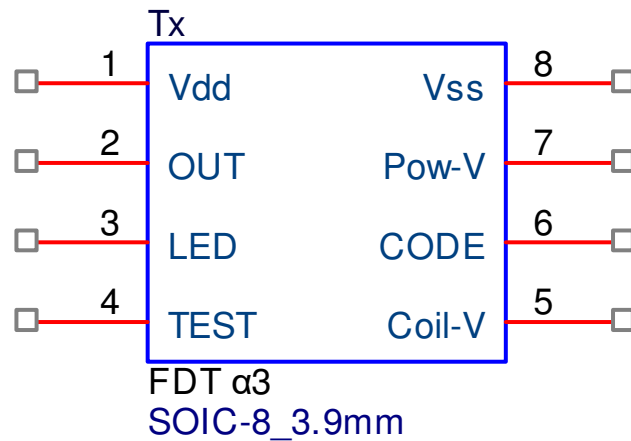 Tx
1 Vdd Vss 8
2 OUT Pow-V 7
3 LED CODE 6
4 TEST Coil-V 5
FDT α3
SOIC-8_3.9mm